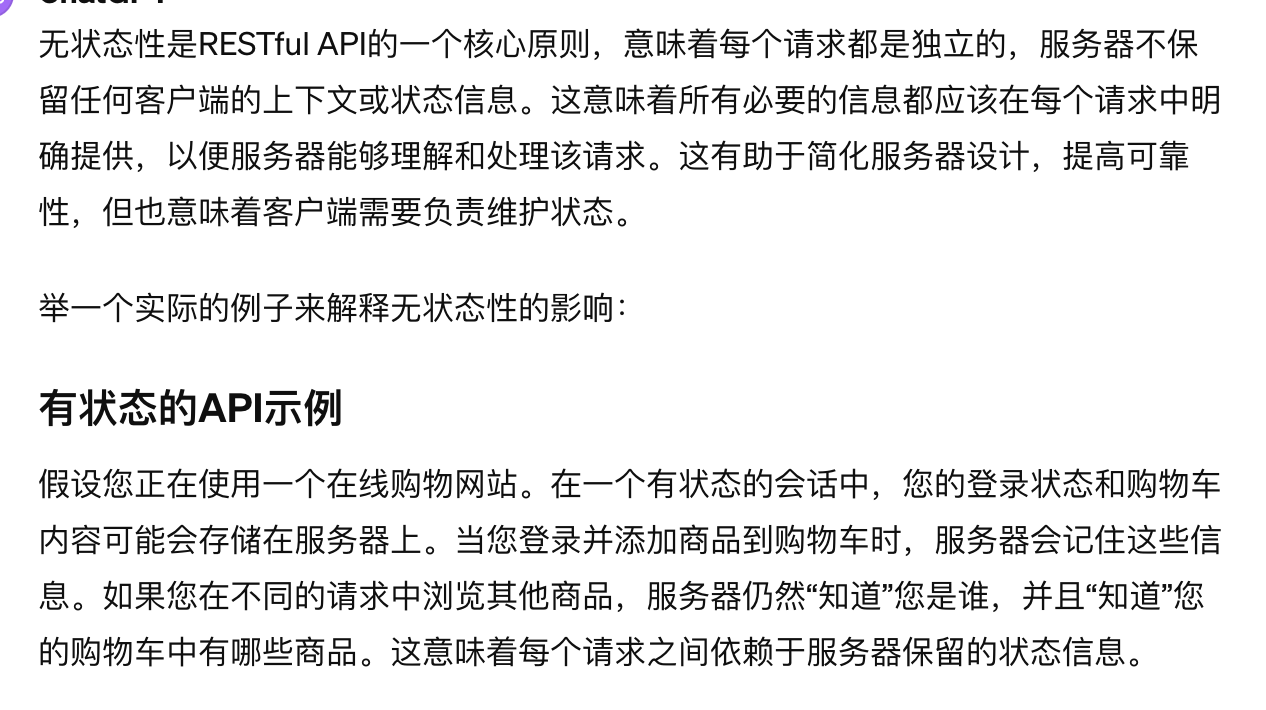 无状态性是RESTful API的一个核心原则，意味着每个请求都是独立的，服务器不保
留任何客户端的上下文或状态信息。这意味着所有必要的信息都应该在每个请求中明
确提供，以便服务器能够理解和处理该请求。这有助于简化服务器设计，提高可靠
性，但也意味着客户端需要负责维护状态。
举一个实际的例子来解释无状态性的影响：
有状态的API示例
假设您正在使用一个在线购物网站。在一个有状态的会话中，您的登录状态和购物车
内容可能会存储在服务器上。当您登录并添加商品到购物车时，服务器会记住这些信
息。如果您在不同的请求中浏览其他商品，服务器仍然“知道”您是谁，并且“知道”您
的购物车中有哪些商品。这意味着每个请求之间依赖于服务器保留的状态信息。